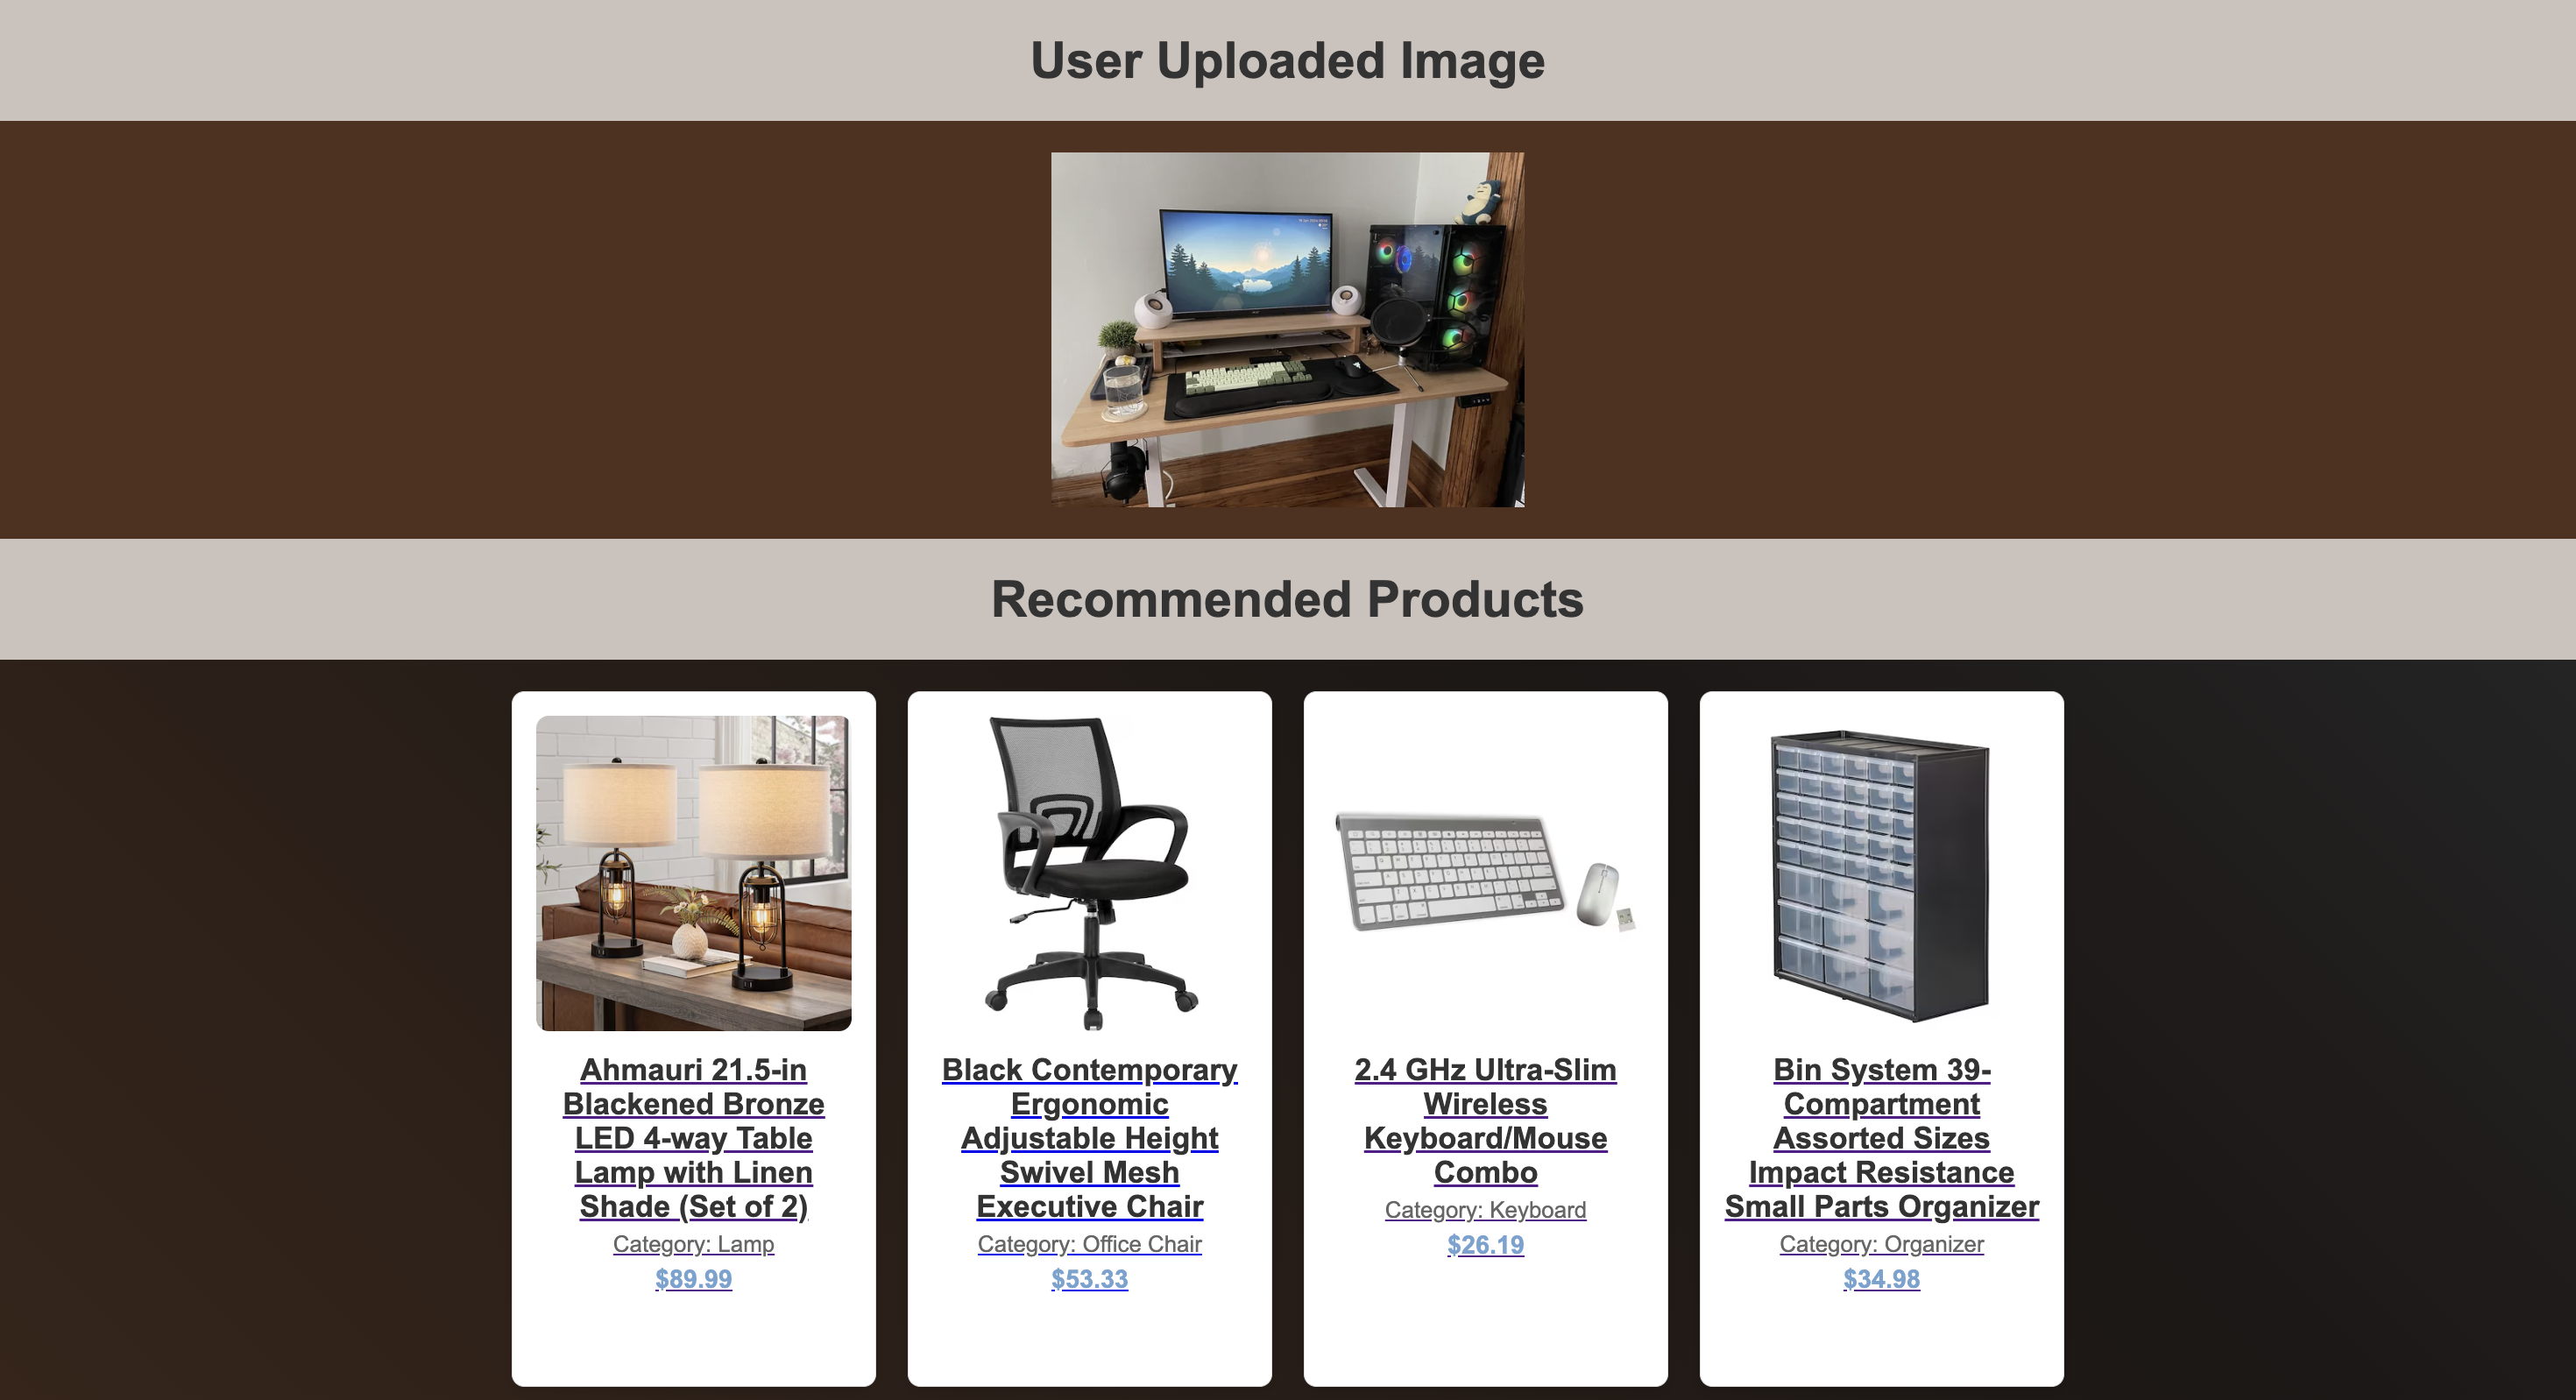 User Uploaded Image
Recommended Products
Ahmauri 21.5-in
Blackened Bronze
LED 4-way Table
Lamp with Linen
Shade (Set of 2)
Category: Lamp
$89.99
Black Contemporary
Ergonomic
Adjustable Height
Swivel Mesh
Executive Chair
Category: Office Chair
$53.33
2.4 GHz Ultra-Slim
Wireless
Keyboard/Mouse
Combo
Category: Keyboard
$26.19
Bin System 39-
Compartment
Assorted Sizes
Impact Resistance
Small Parts Organizer
Category: Organizer
$34.98